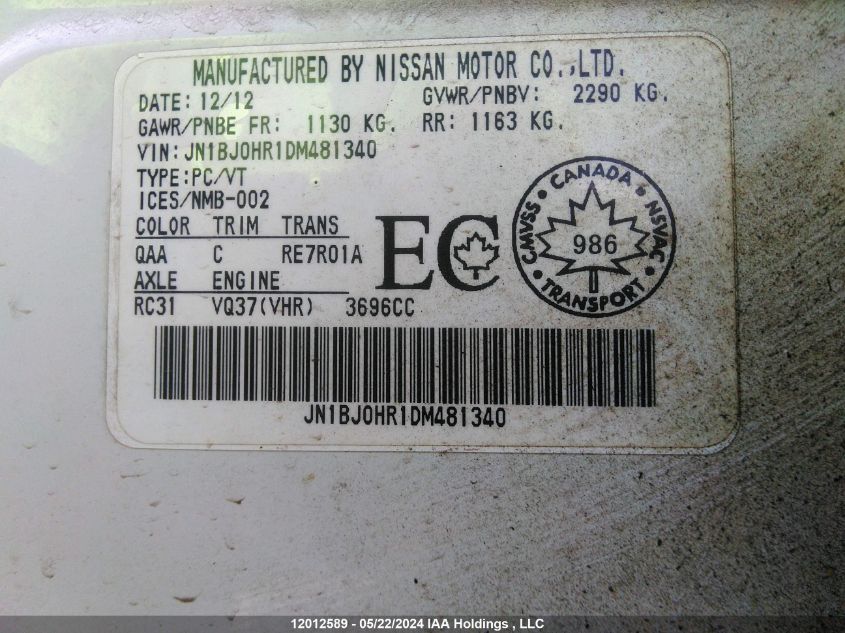 MANUFACTURED BY NISSAN MOTOR CO.,LTD.
DATE: 12/12 GVWR/PNBV: 2290 KG.
GAWR/PNBE FR: 1130 KG. RR: 1163 KG.
VIN: JN1BJ0HR1DM481340
TYPE:PC/VT
ICES/NMB-002
COLOR TRIM TRANS
QAA C RE7R01A
AXLE ENGINE
RC31 VQ37(VHR) 3696CC
EC
CANADA
CMVSS 986 NSVAC
TRANSPORT
JN1BJ0HR1DM481340
12012589 - 05/22/2024 IAA Holdings , LLC